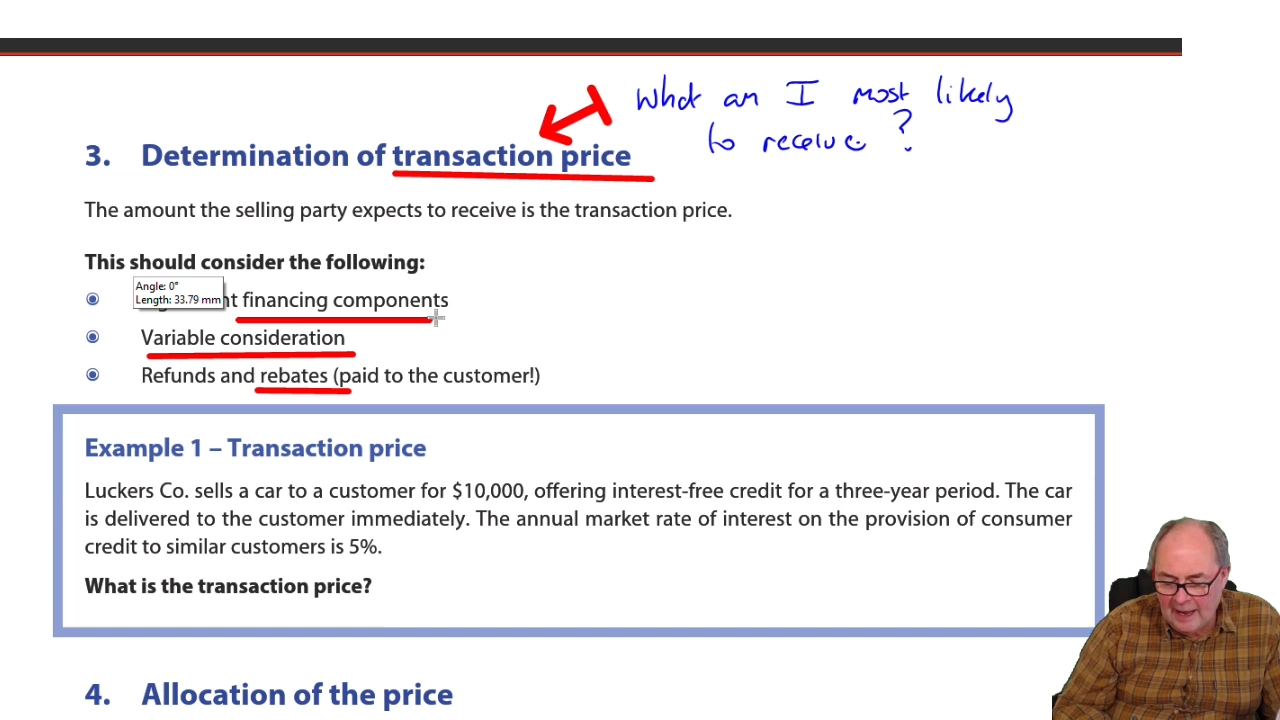 What am I most likely
to receive ?
3. Determination of transaction price
The amount the selling party expects to receive is the transaction price.
This should consider the following:
Angle: 0°
Length: 33.79 mm
financing components
Variable consideration
Refunds and rebates (paid to the customer!)
Example 1 – Transaction price
Luckers Co. sells a car to a customer for $10,000, offering interest-free credit for a three-year period. The car
is delivered to the customer immediately. The annual market rate of interest on the provision of consumer
credit to similar customers is 5%.
What is the transaction price?
4. Allocation of the price